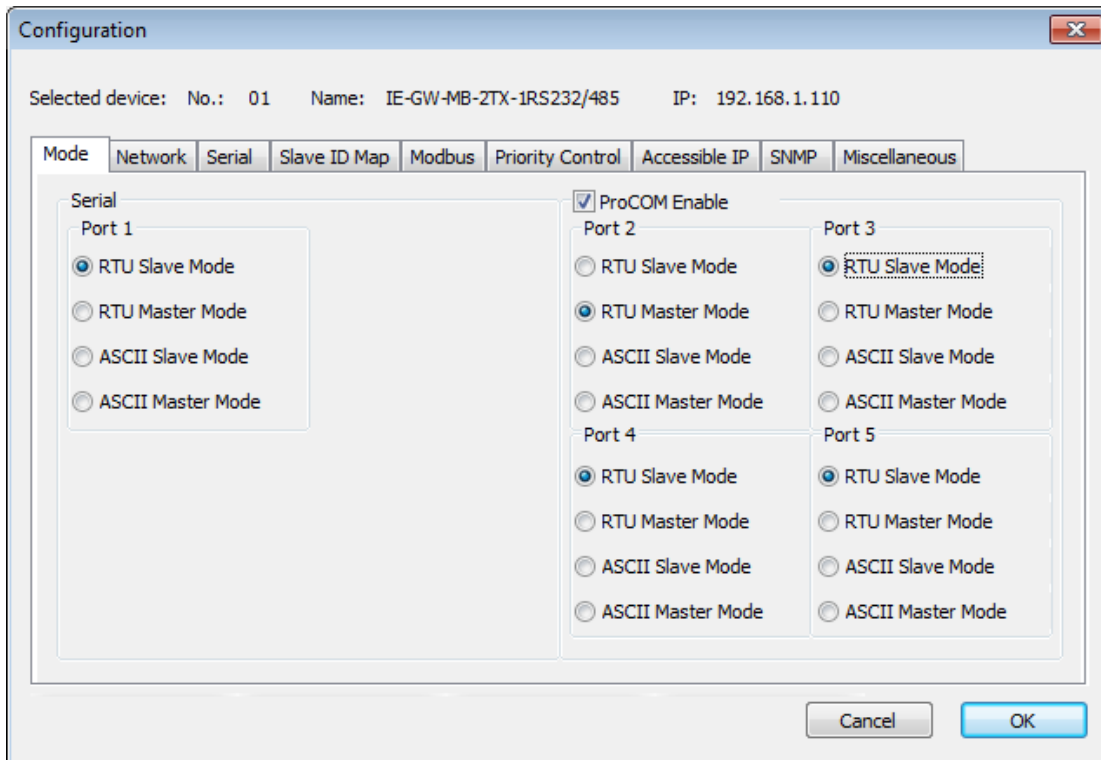 Configuration
Selected device: No.: 01 Name: IE-GW-MB-2TX-1RS232/485 IP: 192.168.1.110
Mode Network Serial Slave ID Map Modbus Priority Control Accessible IP SNMP Miscellaneous
Serial
Port 1
RTU Slave Mode
RTU Master Mode
ASCII Slave Mode
ASCII Master Mode
ProCOM Enable
Port 2
RTU Slave Mode
RTU Master Mode
ASCII Slave Mode
ASCII Master Mode
Port 3
RTU Slave Mode
RTU Master Mode
ASCII Slave Mode
ASCII Master Mode
Port 4
RTU Slave Mode
RTU Master Mode
ASCII Slave Mode
ASCII Master Mode
Port 5
RTU Slave Mode
RTU Master Mode
ASCII Slave Mode
ASCII Master Mode
Cancel OK